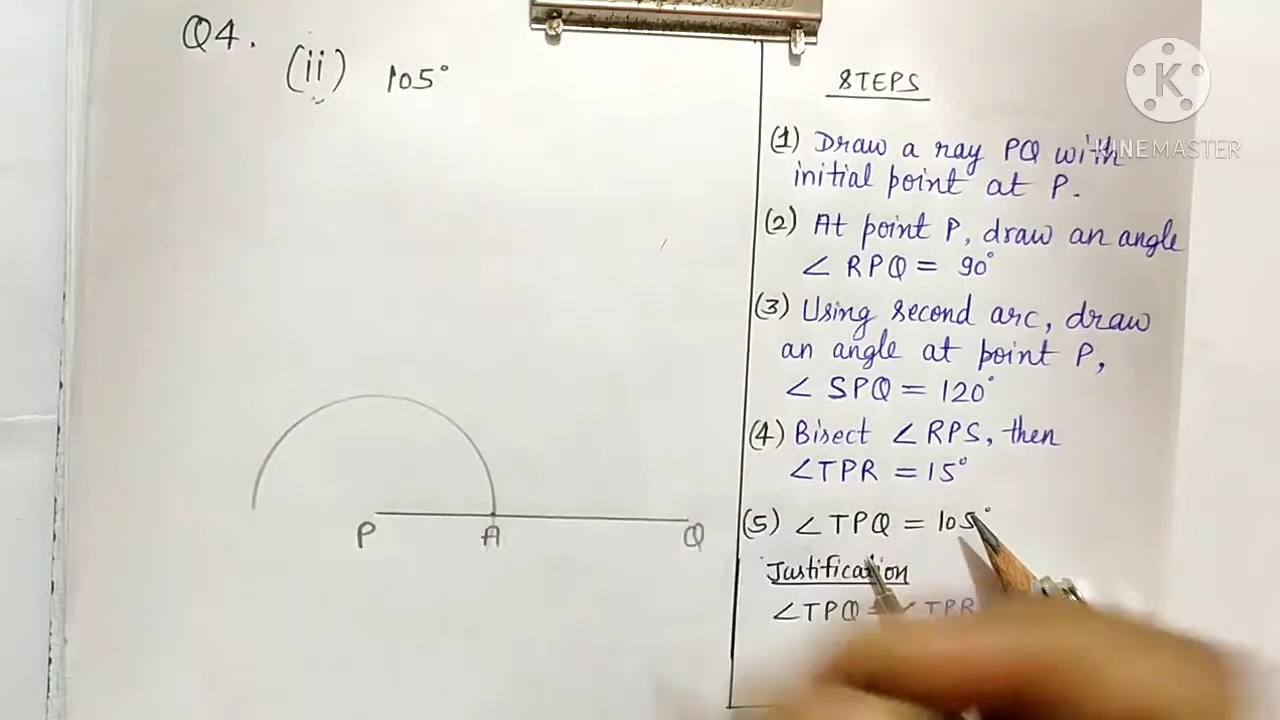 Q4.
(ii) 105°
STEPS
(1) Draw a ray PQ with
initial point at P.
(2) At point P, draw an angle
∠ RPQ = 90°
(3) Using second arc, draw
an angle at point P,
∠ SPQ = 120°
(4) Bisect ∠RPS, then
∠TPR = 15°
(5) ∠TPQ = 105°
Justification
∠TPQ = ∠TPR
P A Q
K
KINEMASTER